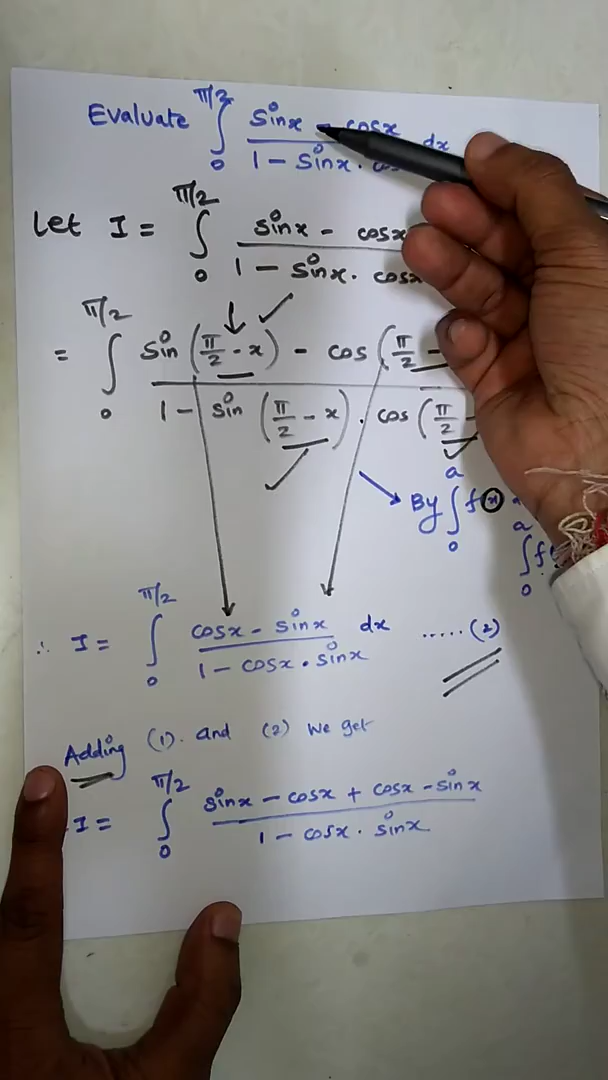 Evaluate ∫₀^(π/2) (sinx - cosx)/(1 - sinx . cos) dx
Let I = ∫₀^(π/2) (sinx - cosx)/(1 - sinx. cosx
= ∫₀^(π/2) (sin(π/2 - x) - cos(π/2 -)/(1 - sin(π/2 - x) . cos(π/2 -
By ∫₀^a f(x)
∫₀^a f
∴ I = ∫₀^(π/2) (cosx - sinx)/(1 - cosx . sinx) dx ..... (2)
Adding (1). and (2) We get
I = ∫₀^(π/2) (sinx - cosx + cosx - sinx)/(1 - cosx . sinx)